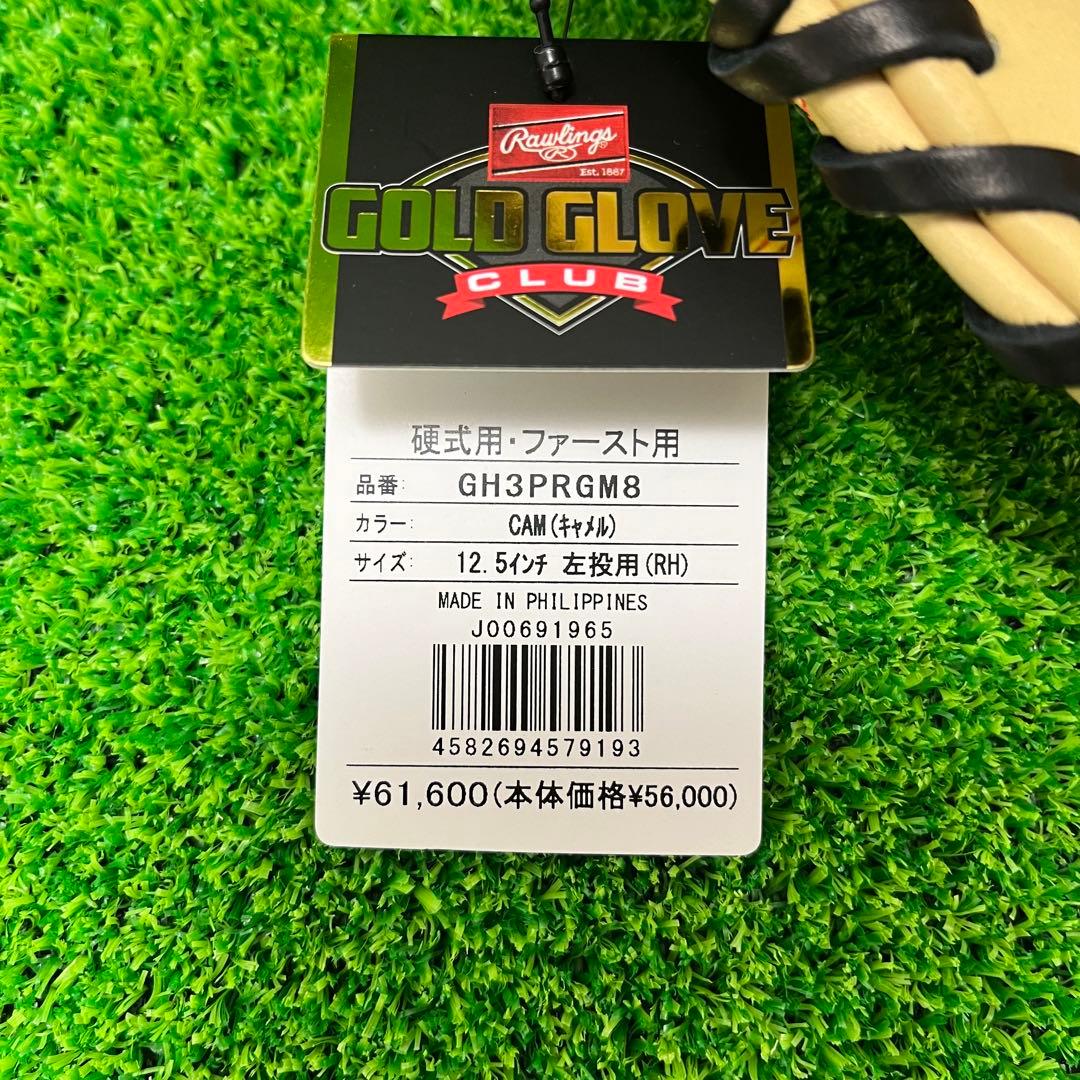 Rawlings®
R
Est. 1887
GOLD GLOVE
CLUB
硬式用・ファースト用
品番: GH3PRGM8
カラー: CAM(ｷｬﾒﾙ)
サイズ: 12.5ｲﾝﾁ 左投用(RH)
MADE IN PHILIPPINES
J00691965
4582694579193
¥61,600(本体価格¥56,000)